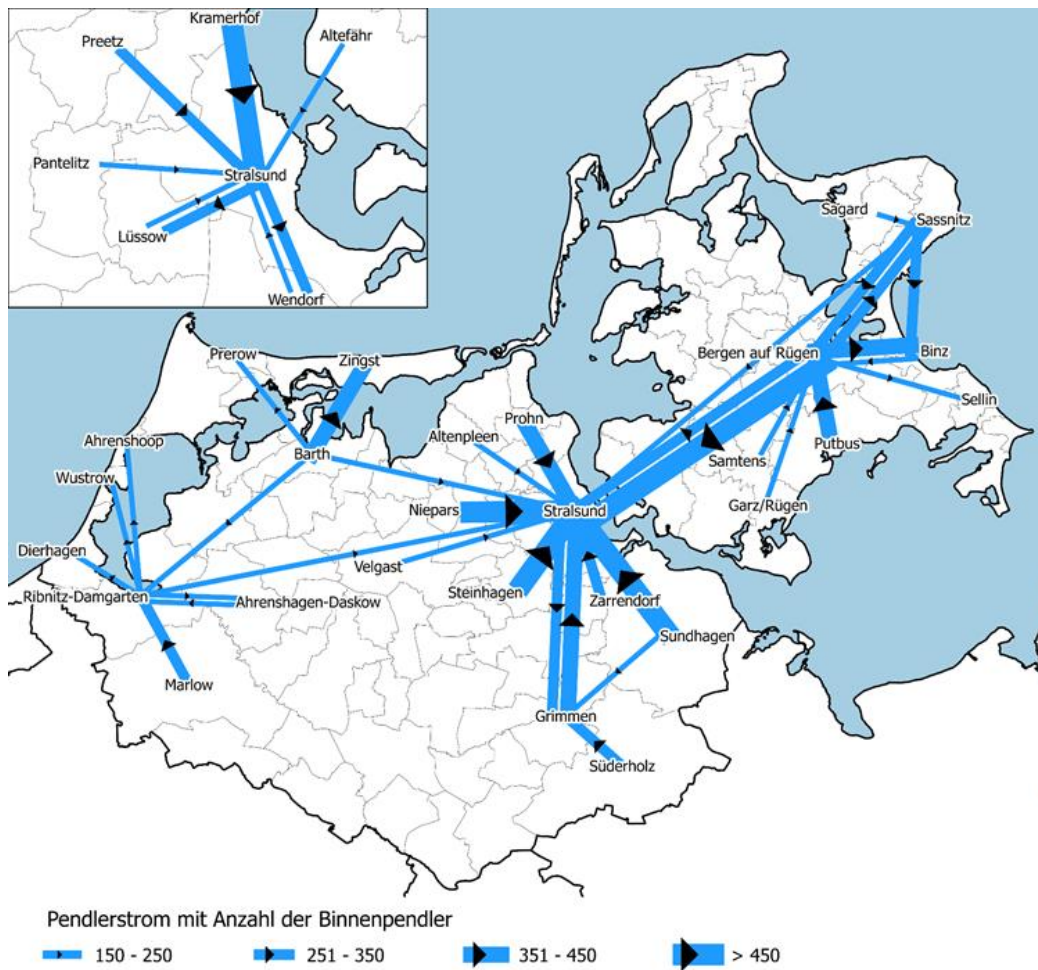 Kramerhof
Preetz
Altefähr
Pantelitz
Stralsund
Lüssow
Wendorf
Sagard
Sassnitz
Prerow
Zingst
Bergen auf Rügen
Binz
Sellin
Ahrenshoop
Barth
Altenpleen
Prohn
Putbus
Samtens
Wustrow
Niepars
Stralsund
Garz/Rügen
Dierhagen
Velgast
Ribnitz-Damgarten
Ahrenshagen-Daskow
Steinhagen
Zarrendorf
Sundhagen
Marlow
Grimmen
Süderholz
Pendlerstrom mit Anzahl der Binnenpendler
150 - 250
251 - 350
351 - 450
> 450